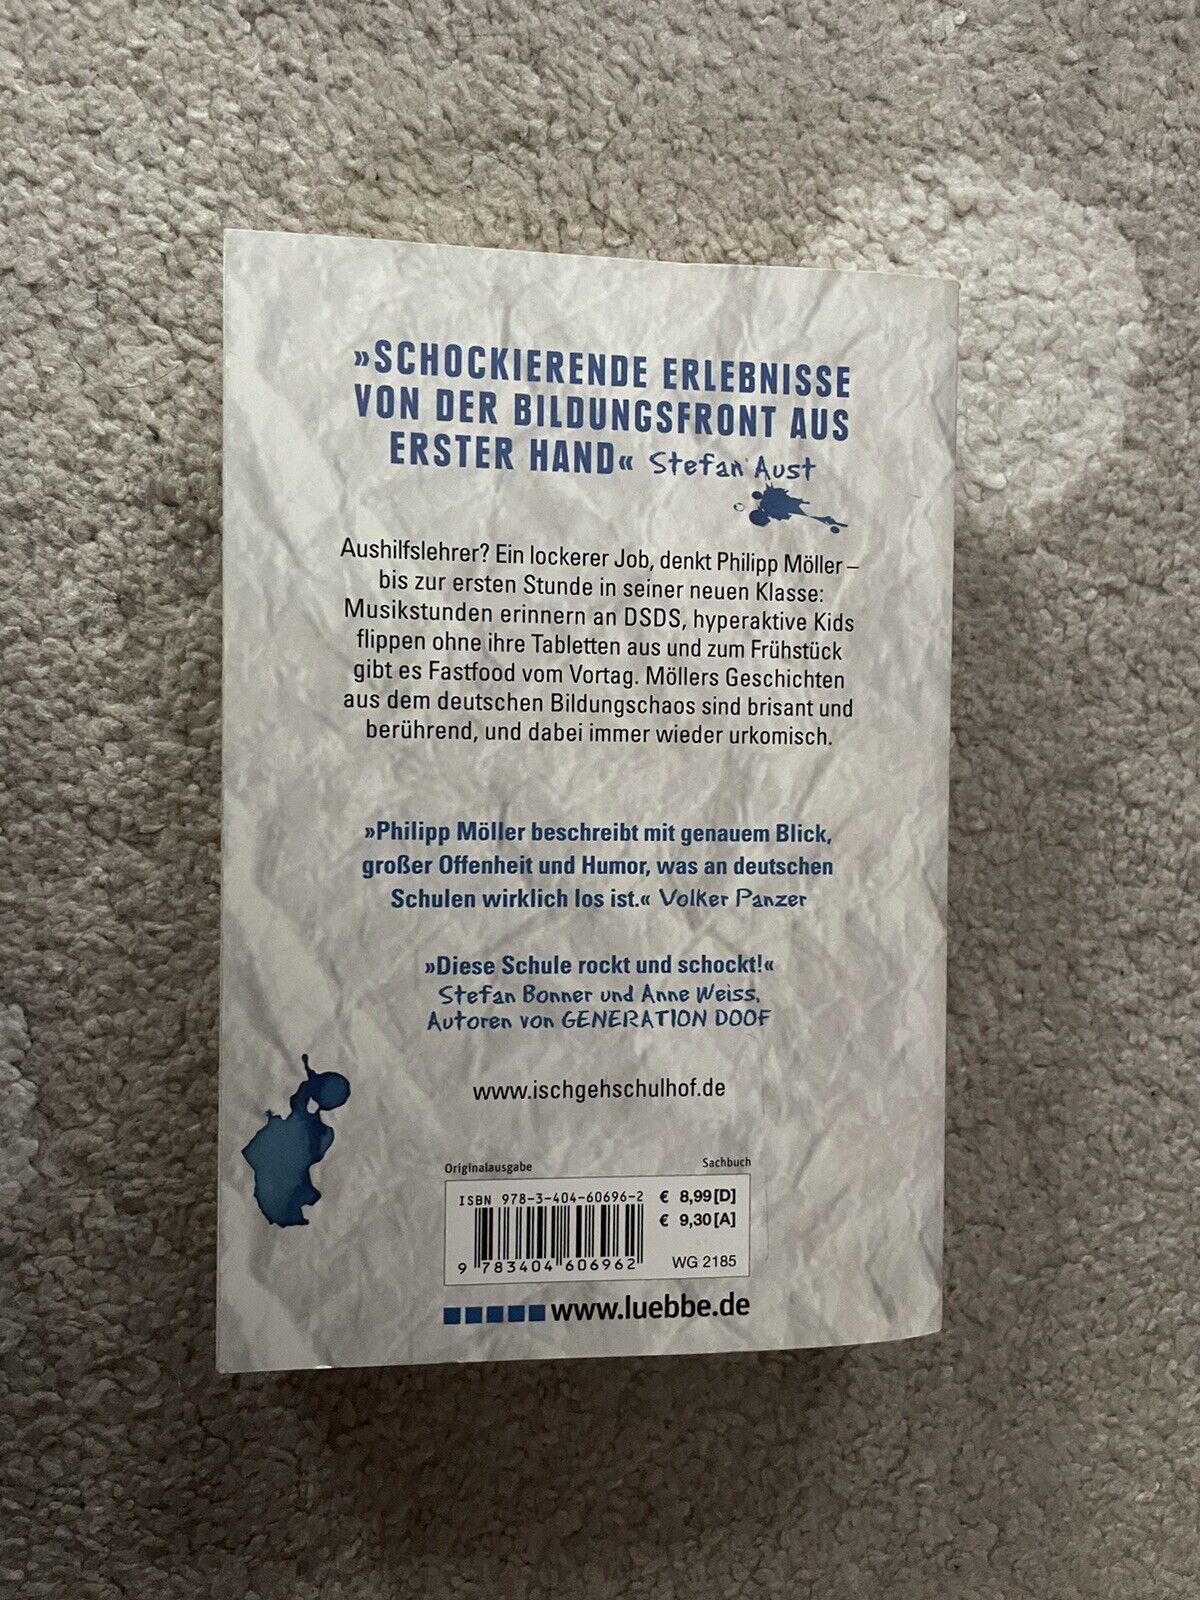 »SCHOCKIERENDE ERLEBNISSE
VON DER BILDUNGSFRONT AUS
ERSTER HAND« Stefan Aust
Aushilfslehrer? Ein lockerer Job, denkt Philipp Möller –
bis zur ersten Stunde in seiner neuen Klasse:
Musikstunden erinnern an DSDS, hyperaktive Kids
flippen ohne ihre Tabletten aus und zum Frühstück
gibt es Fastfood vom Vortag. Möllers Geschichten
aus dem deutschen Bildungschaos sind brisant und
berührend, und dabei immer wieder urkomisch.
»Philipp Möller beschreibt mit genauem Blick,
großer Offenheit und Humor, was an deutschen
Schulen wirklich los ist.« Volker Panzer
»Diese Schule rockt und schockt!«
Stefan Bonner und Anne Weiss,
Autoren von GENERATION DOOF
www.ischgehschulhof.de
Originalausgabe Sachbuch
ISBN 978-3-404-60696-2 € 8,99 [D]
€ 9,30 [A]
9 783404 606962 WG 2185
www.luebbe.de